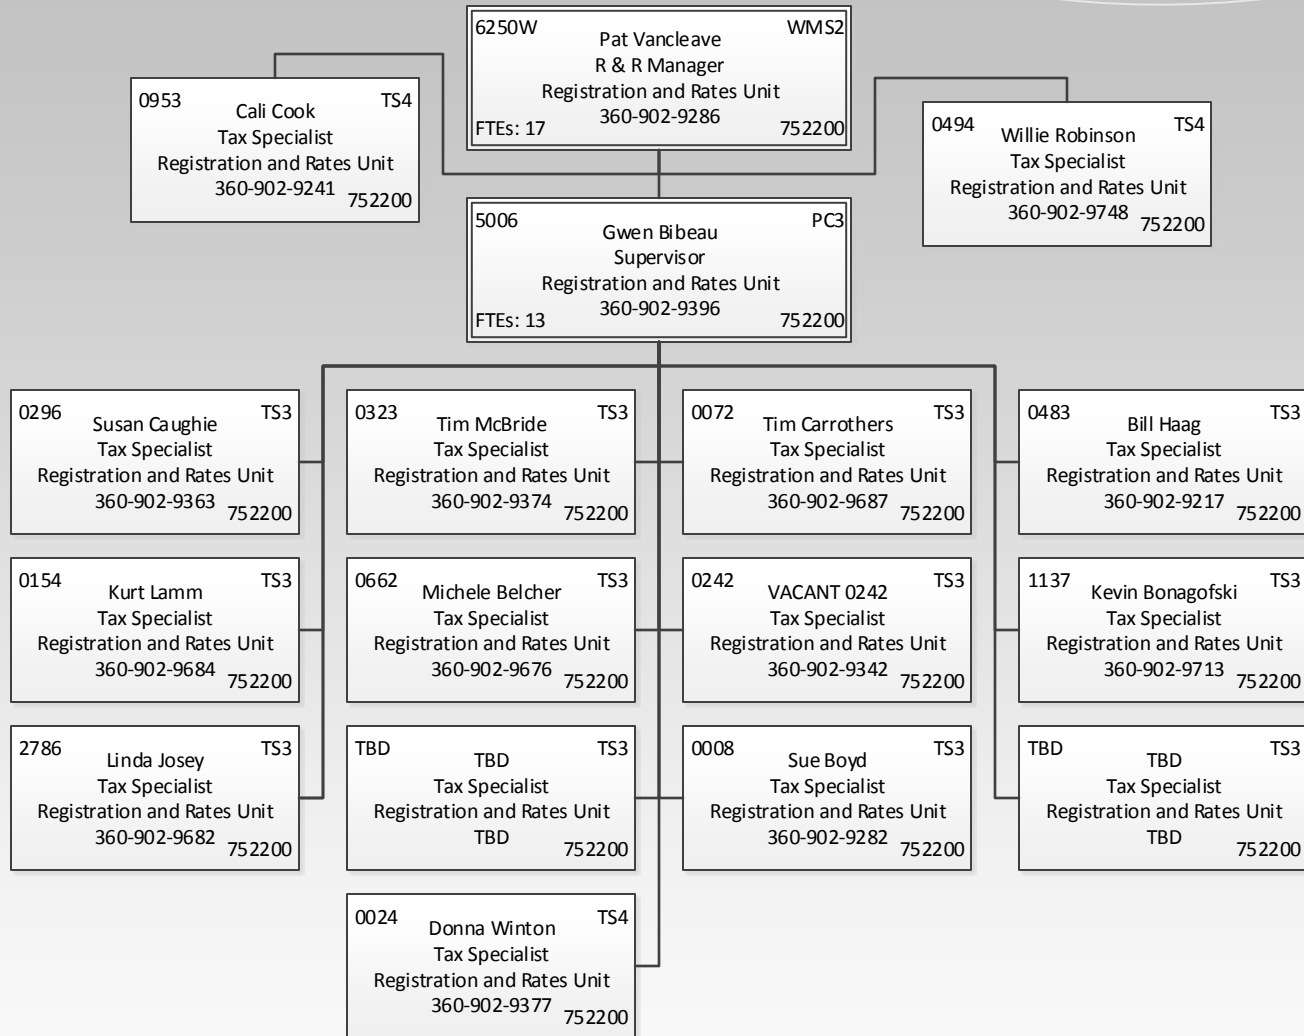 6250W WMS2
Pat Vancleave
R & R Manager
Registration and Rates Unit
360-902-9286
FTEs: 17 752200
0953 TS4
Cali Cook
Tax Specialist
Registration and Rates Unit
360-902-9241
752200
0494 TS4
Willie Robinson
Tax Specialist
Registration and Rates Unit
360-902-9748
752200
5006 PC3
Gwen Bibeau
Supervisor
Registration and Rates Unit
360-902-9396
FTEs: 13 752200
0296 TS3
Susan Caughie
Tax Specialist
Registration and Rates Unit
360-902-9363
752200
0323 TS3
Tim McBride
Tax Specialist
Registration and Rates Unit
360-902-9374
752200
0072 TS3
Tim Carrothers
Tax Specialist
Registration and Rates Unit
360-902-9687
752200
0483 TS3
Bill Haag
Tax Specialist
Registration and Rates Unit
360-902-9217
752200
0154 TS3
Kurt Lamm
Tax Specialist
Registration and Rates Unit
360-902-9684
752200
0662 TS3
Michele Belcher
Tax Specialist
Registration and Rates Unit
360-902-9676
752200
0242 TS3
VACANT 0242
Tax Specialist
Registration and Rates Unit
360-902-9342
752200
1137 TS3
Kevin Bonagofski
Tax Specialist
Registration and Rates Unit
360-902-9713
752200
2786 TS3
Linda Josey
Tax Specialist
Registration and Rates Unit
360-902-9682
752200
TBD TS3
TBD
Tax Specialist
Registration and Rates Unit
TBD
752200
0008 TS3
Sue Boyd
Tax Specialist
Registration and Rates Unit
360-902-9282
752200
TBD TS3
TBD
Tax Specialist
Registration and Rates Unit
TBD
752200
0024 TS4
Donna Winton
Tax Specialist
Registration and Rates Unit
360-902-9377
752200